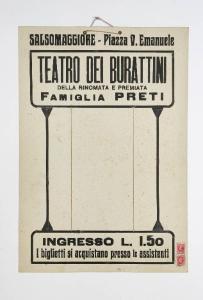 SALSOMAGGIORE - Piazza V. Emanuele
TEATRO DEI BURATTINI
DELLA RINOMATA E PREMIATA
FAMIGLIA PRETI
INGRESSO L. 1.50
I biglietti si acquistano presso le assistenti